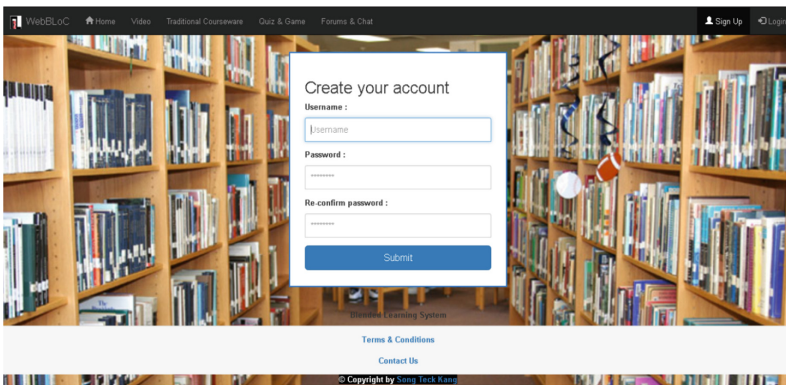 WebBLoC Home Video Traditional Courseware Quiz & Game Forums & Chat Sign Up Login
Create your account
Username :
Username
Password :
********
Re-confirm password :
********
Submit
Blended Learning System
Terms & Conditions
Contact Us
© Copyright by Song Teck Kang